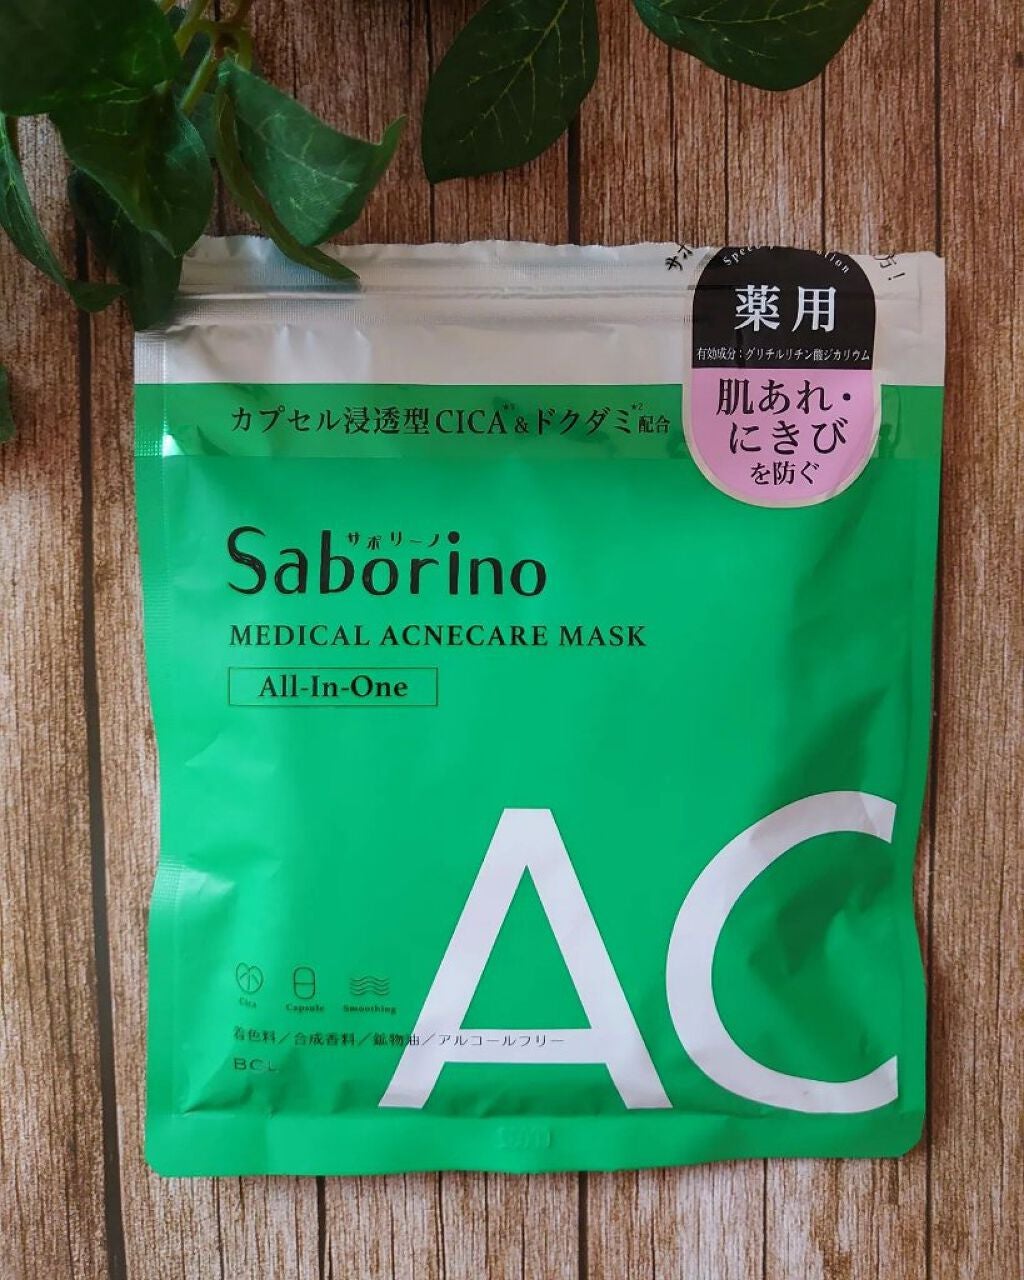 薬用
有効成分:グリチルリチン酸ジカリウム
肌あれ・
にきび
を防ぐ
カプセル浸透型CICA*1&ドクダミ*2配合
サボリーノ
Saborino
MEDICAL ACNECARE MASK
All-In-One
AC
Cica Capsule Smoothing
着色料/合成香料/鉱物油/アルコールフリー
BCL